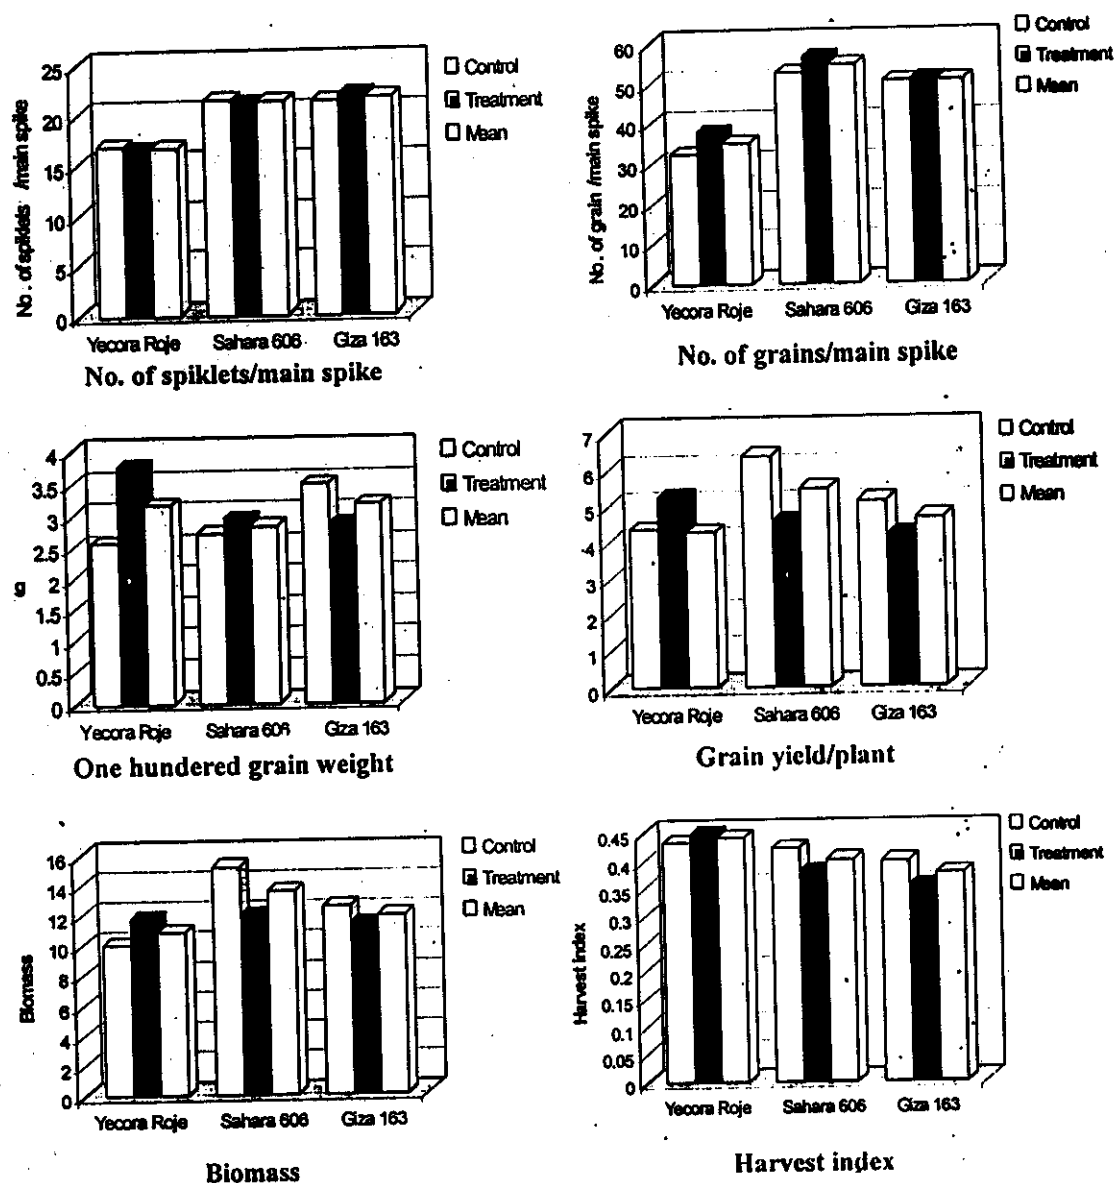 25
20
15
10
5
0
No. of spiklets /main spike
Yecora Roje
Sahara 606
Giza 163
Control
Treatment
Mean
No. of spiklets/main spike
60
50
40
30
20
10
0
No. of grain /main spike
Yecora Roje
Sahara 606
Giza 163
Control
Treatment
Mean
No. of grains/main spike
4
3.5
3
2.5
2
1.5
1
0.5
0
g
Yecora Roje
Sahara 606
Giza 163
Control
Treatment
Mean
One hundered grain weight
7
6
5
4
3
2
1
0
Yecora Roje
Sahara 606
Giza 163
Control
Treatment
Mean
Grain yield/plant
16
14
12
10
8
6
4
2
0
Biomass
Yecora Roje
Sahara 606
Giza 163
Control
Treatment
Mean
Biomass
0.45
0.4
0.35
0.3
0.25
0.2
0.15
0.1
0.05
0
Harvest index
Yecora Roje
Sahara 606
Giza 163
Control
Treatment
Mean
Harvest index